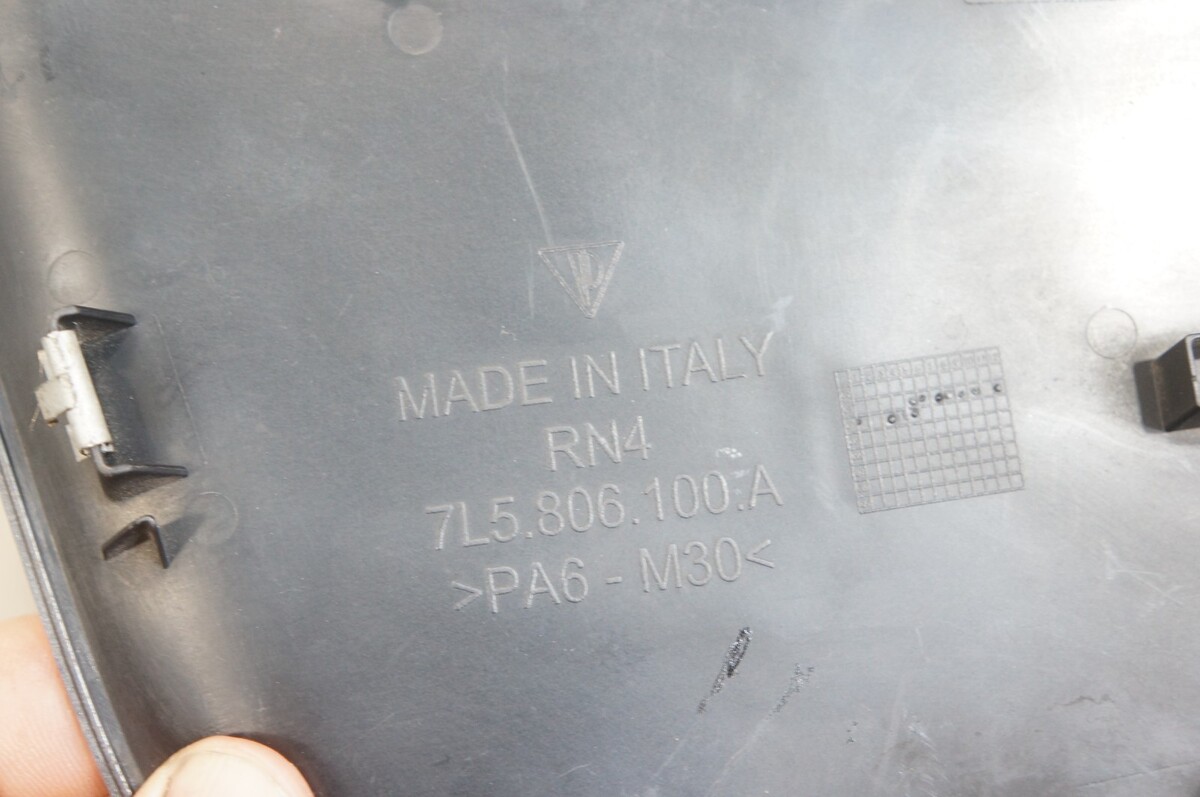 MADE IN ITALY
RN4
7L5.806.100.A
>PA6 - M30<